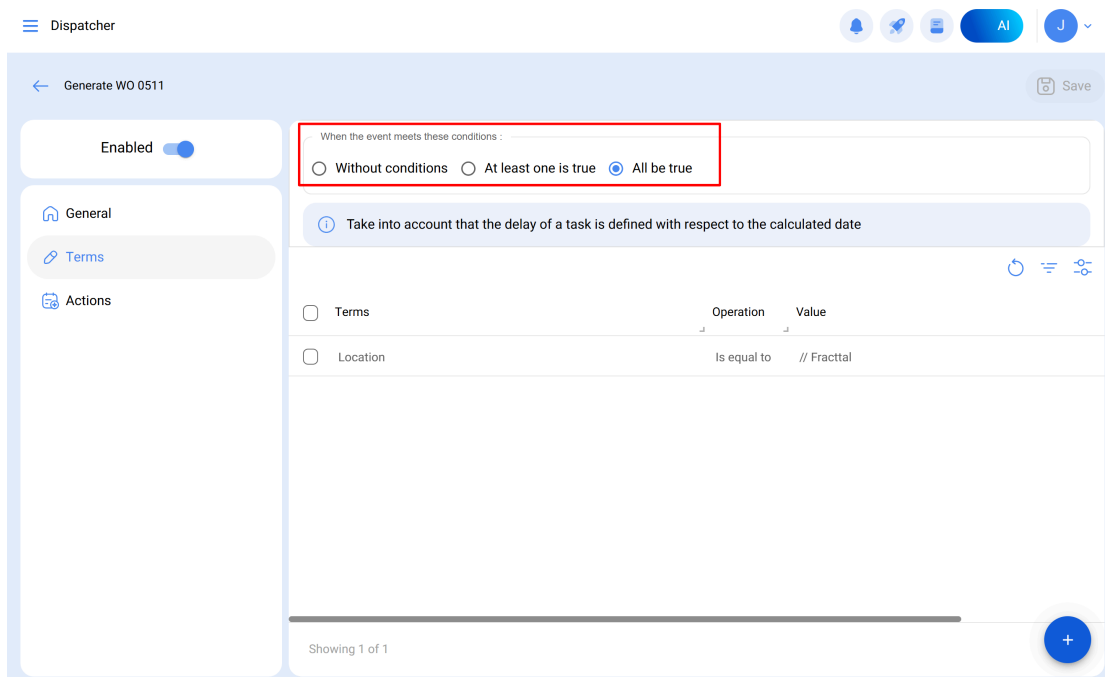 Dispatcher
AI
J
Generate WO 0511
Save
Enabled
When the event meets these conditions :
Without conditions At least one is true All be true
General
Take into account that the delay of a task is defined with respect to the calculated date
Terms
Actions
Terms Operation Value
Location Is equal to // Fracttal
Showing 1 of 1